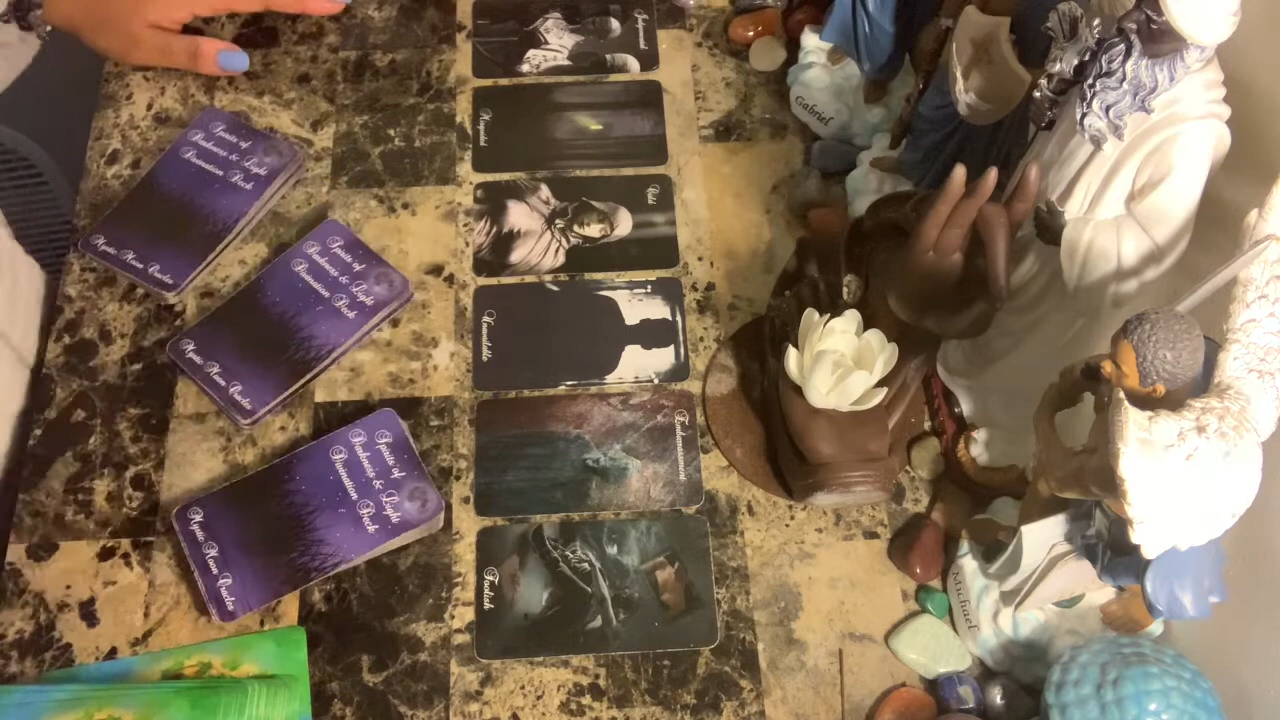 Misguided
Unavailable
Embarrassment
Foolish
Spirits of
Darkness & Light
Divination Deck
Mystic Moon Oracles
Spirits of
Darkness & Light
Divination Deck
Mystic Moon Oracles
Spirits of
Darkness & Light
Divination Deck
Mystic Moon Oracles
Gabriel
Michael